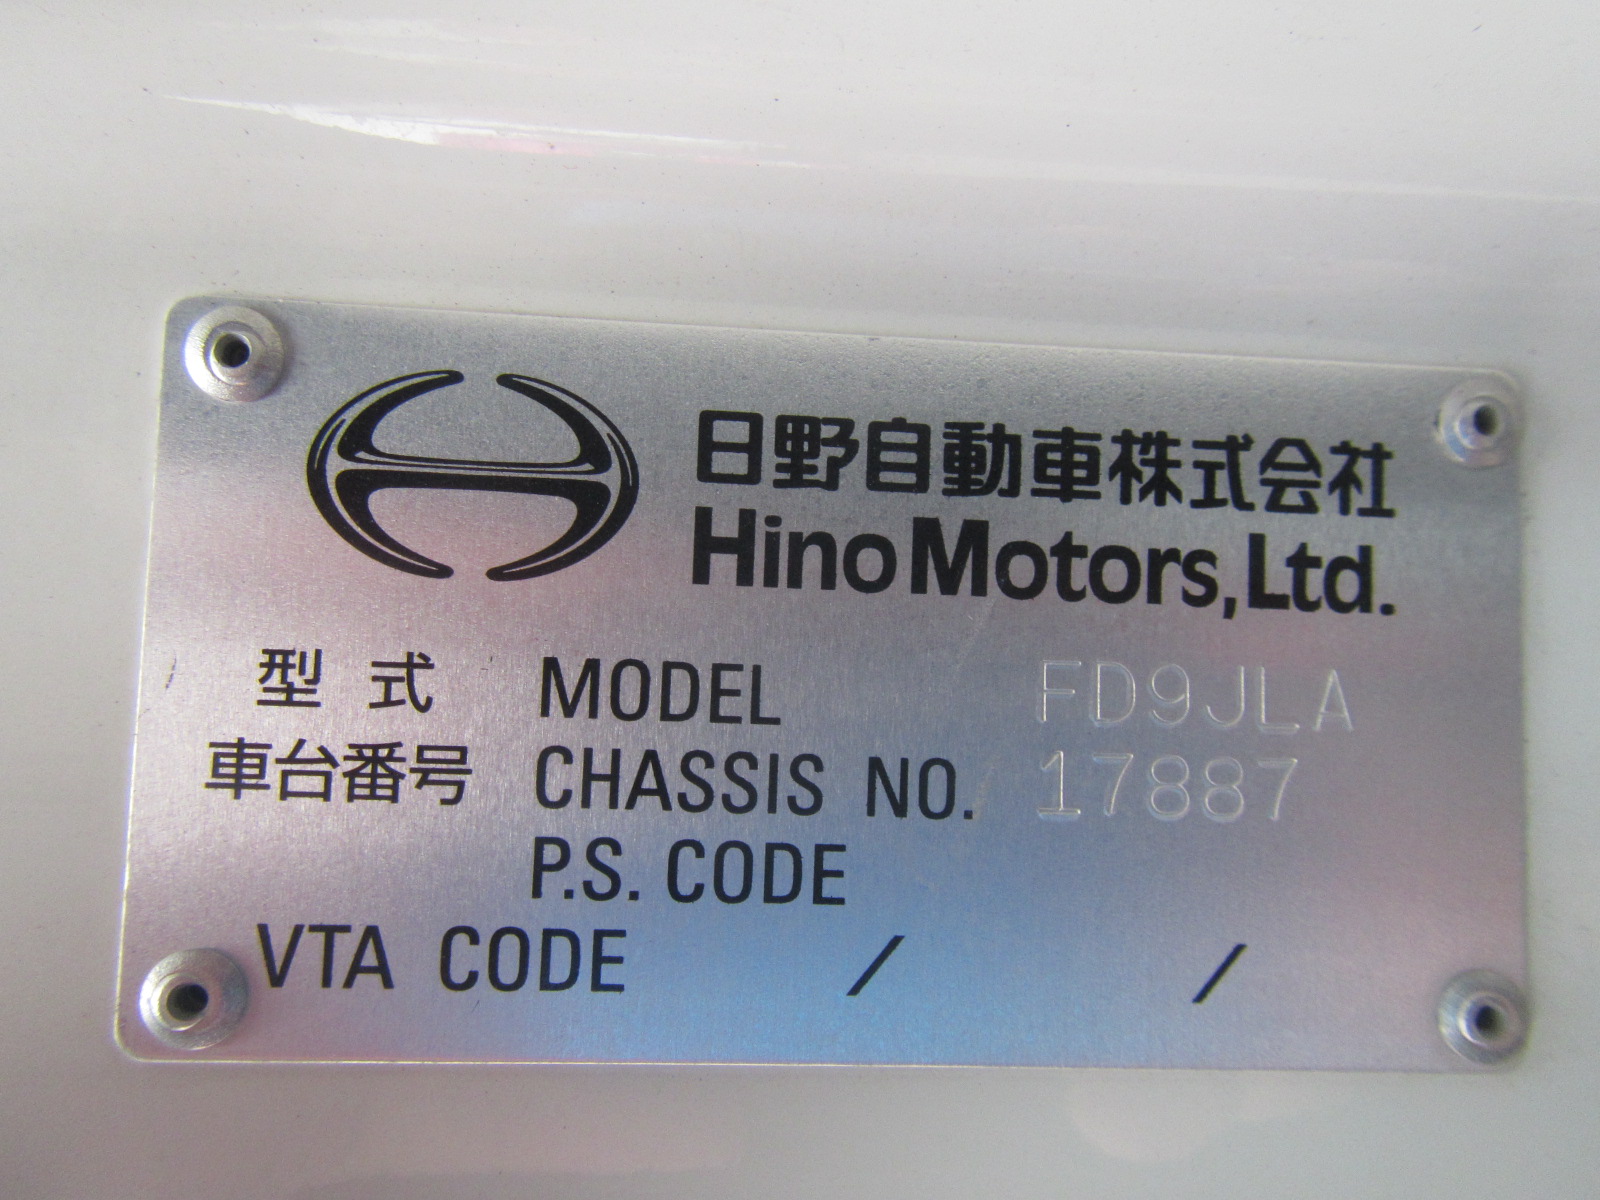 日野自動車株式会社
Hino Motors, Ltd.
型式 MODEL FD9JLA
車台番号 CHASSIS NO. 17887
P.S. CODE
VTA CODE / /